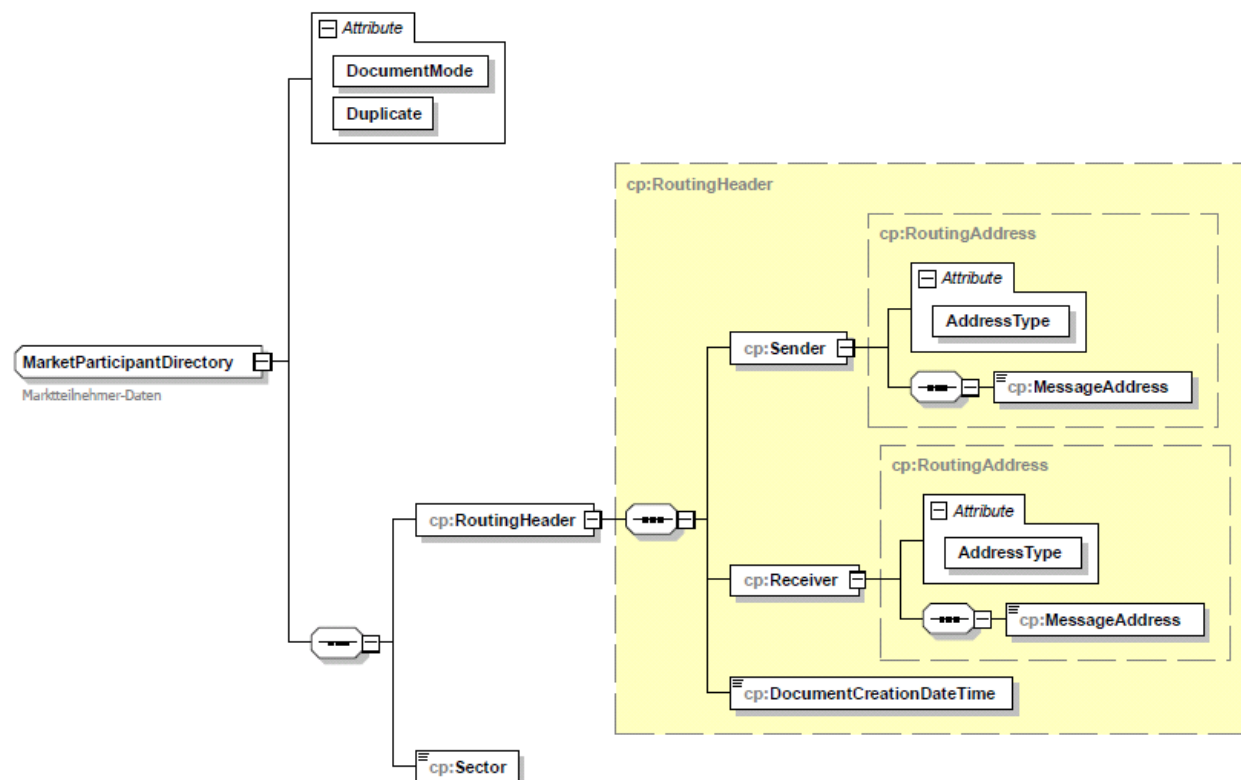 Attribute
DocumentMode
Duplicate
cp:RoutingHeader
cp:RoutingAddress
Attribute
AddressType
cp:Sender
cp:MessageAddress
MarketParticipantDirectory
Marktteilnehmer-Daten
cp:RoutingAddress
Attribute
cp:RoutingHeader
AddressType
cp:Receiver
cp:MessageAddress
cp:DocumentCreationDateTime
cp:Sector